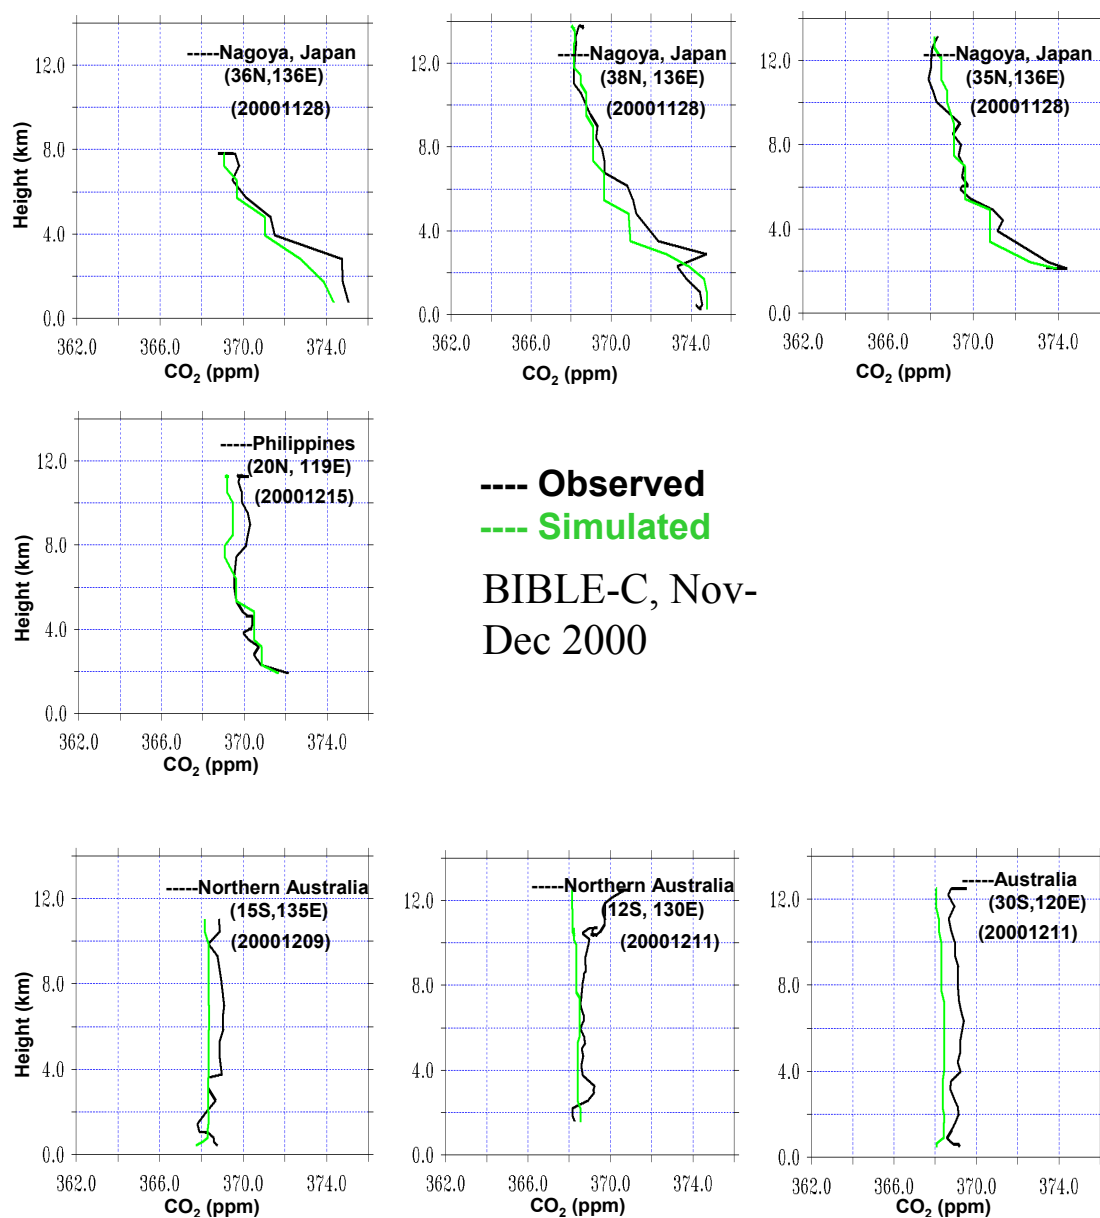 -----Nagoya, Japan
(36N,136E)
(20001128)
12.0
8.0
4.0
0.0
Height (km)
362.0 366.0 370.0 374.0
CO2 (ppm)
-----Nagoya, Japan
(38N, 136E)
(20001128)
12.0
8.0
4.0
0.0
362.0 366.0 370.0 374.0
CO2 (ppm)
-----Nagoya, Japan
(35N,136E)
(20001128)
12.0
8.0
4.0
0.0
362.0 366.0 370.0 374.0
CO2 (ppm)
-----Philippines
(20N, 119E)
(20001215)
12.0
8.0
4.0
0.0
Height (km)
362.0 366.0 370.0 374.0
CO2 (ppm)
---- Observed
---- Simulated
BIBLE-C, Nov-
Dec 2000
-----Northern Australia
(15S,135E)
(20001209)
12.0
8.0
4.0
0.0
Height (km)
362.0 366.0 370.0 374.0
CO2 (ppm)
-----Northern Australia
(12S, 130E)
(20001211)
12.0
8.0
4.0
0.0
362.0 366.0 370.0 374.0
CO2 (ppm)
-----Australia
(30S,120E)
(20001211)
12.0
8.0
4.0
0.0
362.0 366.0 370.0 374.0
CO2 (ppm)